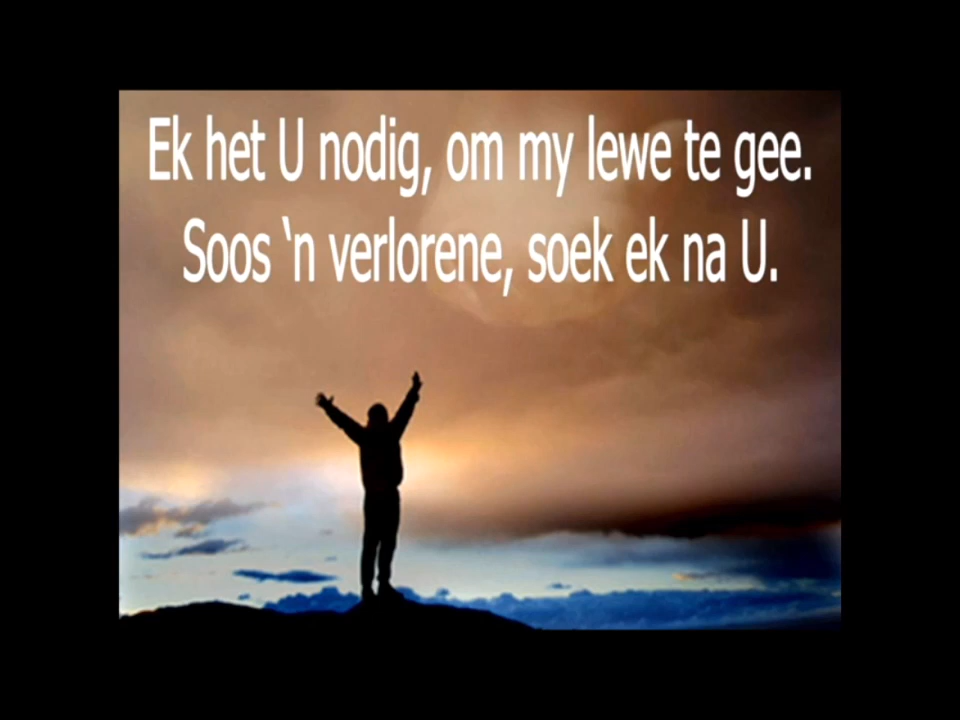 Ek het U nodig, om my lewe te gee.
Soos ‘n verlorene, soek ek na U.